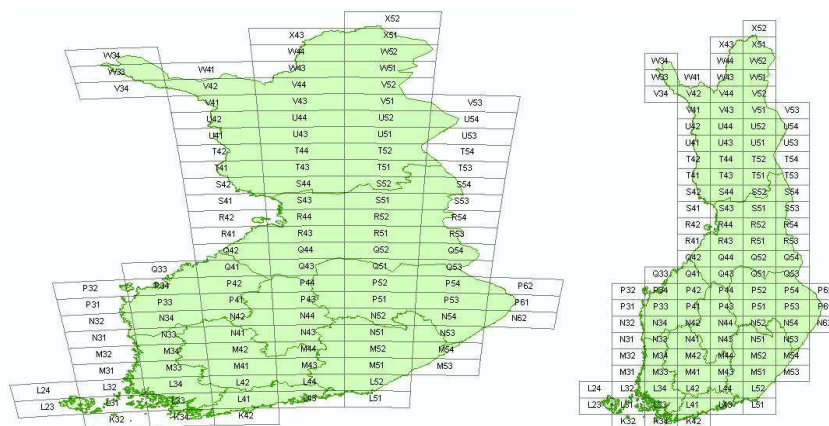 X52
X43 X51
W34 W44 W52
W33 W41 W43 W51
V34 V42 V44 V52
V41 V43 V51 V53
U42 U44 U52 U54
U41 U43 U51 U53
T42 T44 T52 T54
T41 T43 T51 T53
S42 S44 S52 S54
S41 S43 S51 S53
R42 R44 R52 R54
R41 R43 R51 R53
Q42 Q44 Q52 Q54
Q33 Q41 Q43 Q51 Q53
P32 P34 P42 P44 P52 P54 P62
P31 P33 P41 P43 P51 P53 P61
N32 N34 N42 N44 N52 N54 N62
N31 N33 N41 N43 N51 N53
M32 M34 M42 M44 M52 M54
M31 M33 M41 M43 M51 M53
L24 L32 L34 L42 L44 L52
L23 L31 L33 L41 L43 L51
K32 K34 K42
X52
X43 X51
W34 W44 W52
W33 W41 W43 W51
V34 V42 V44 V52
V41 V43 V51 V53
U42 U44 U52 U54
U41 U43 U51 U53
T42 T44 T52 T54
T41 T43 T51 T53
S42 S44 S52 S54
S41 S43 S51 S53
R42 R44 R52 R54
R41 R43 R51 R53
Q42 Q44 Q52 Q54
Q33 Q41 Q43 Q51 Q53
P32 P34 P42 P44 P52 P54
P31 P33 P41 P43 P51 P53
N32 N34 N42 N44 N52 N54
N31 N33 N41 N43 N51 N53
M32 M34 M42 M44 M52 M54
M31 M33 M41 M43 M51 M53
L24 L32 L34 L42 L44 L52
L23 L31 L33 L41 L43 L51
K32 K34 K42